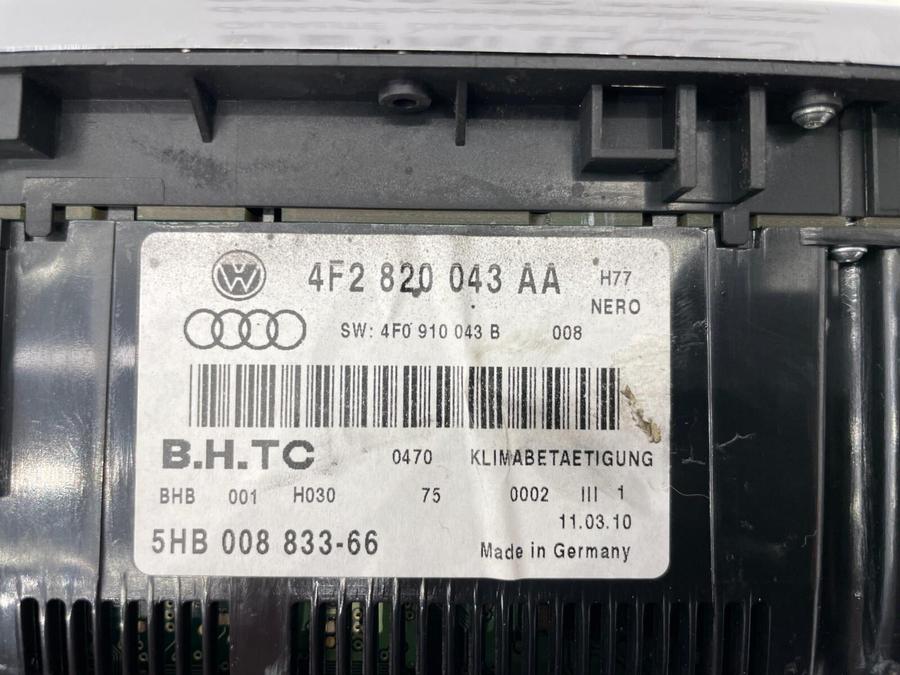 4F2 820 043 AA H77
NERO
SW: 4F0 910 043 B 008
B.H.TC 0470 KLIMABETAETIGUNG
BHB 001 H030 75 0002 III 1
11.03.10
5HB 008 833-66 Made in Germany